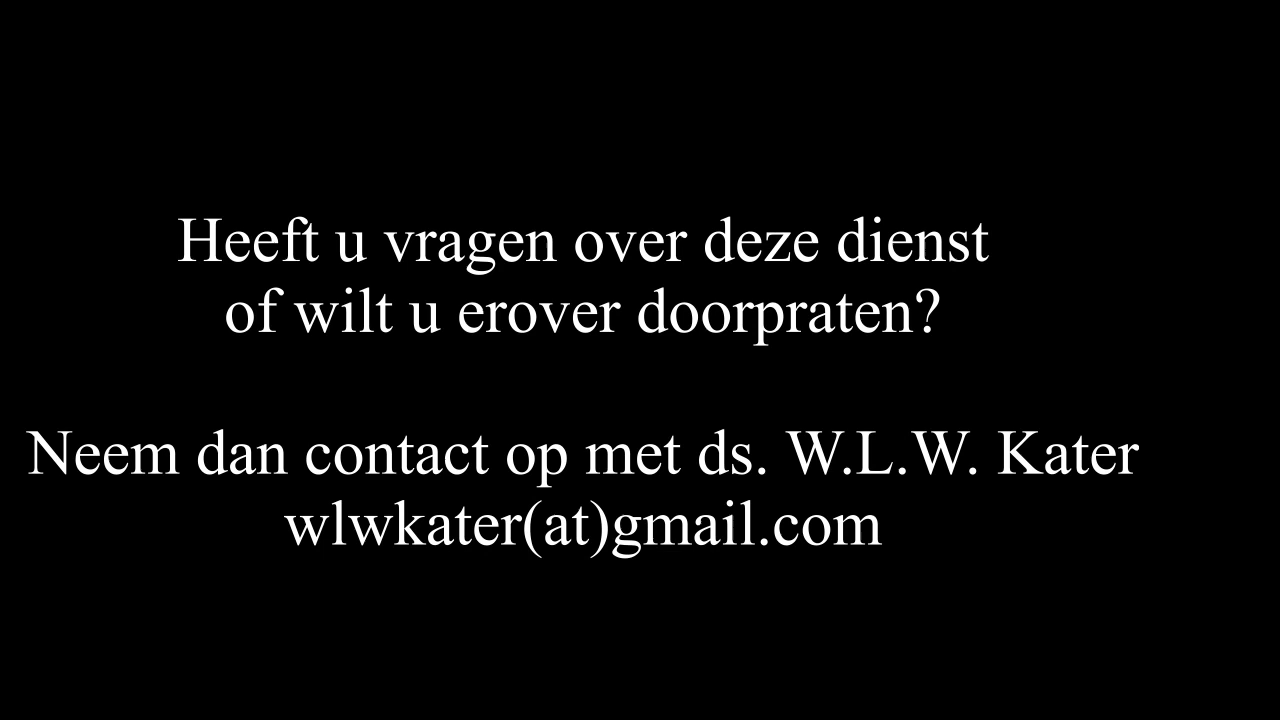 Heeft u vragen over deze dienst
of wilt u erover doorpraten?
Neem dan contact op met ds. W.L.W. Kater
wlwkater(at)gmail.com